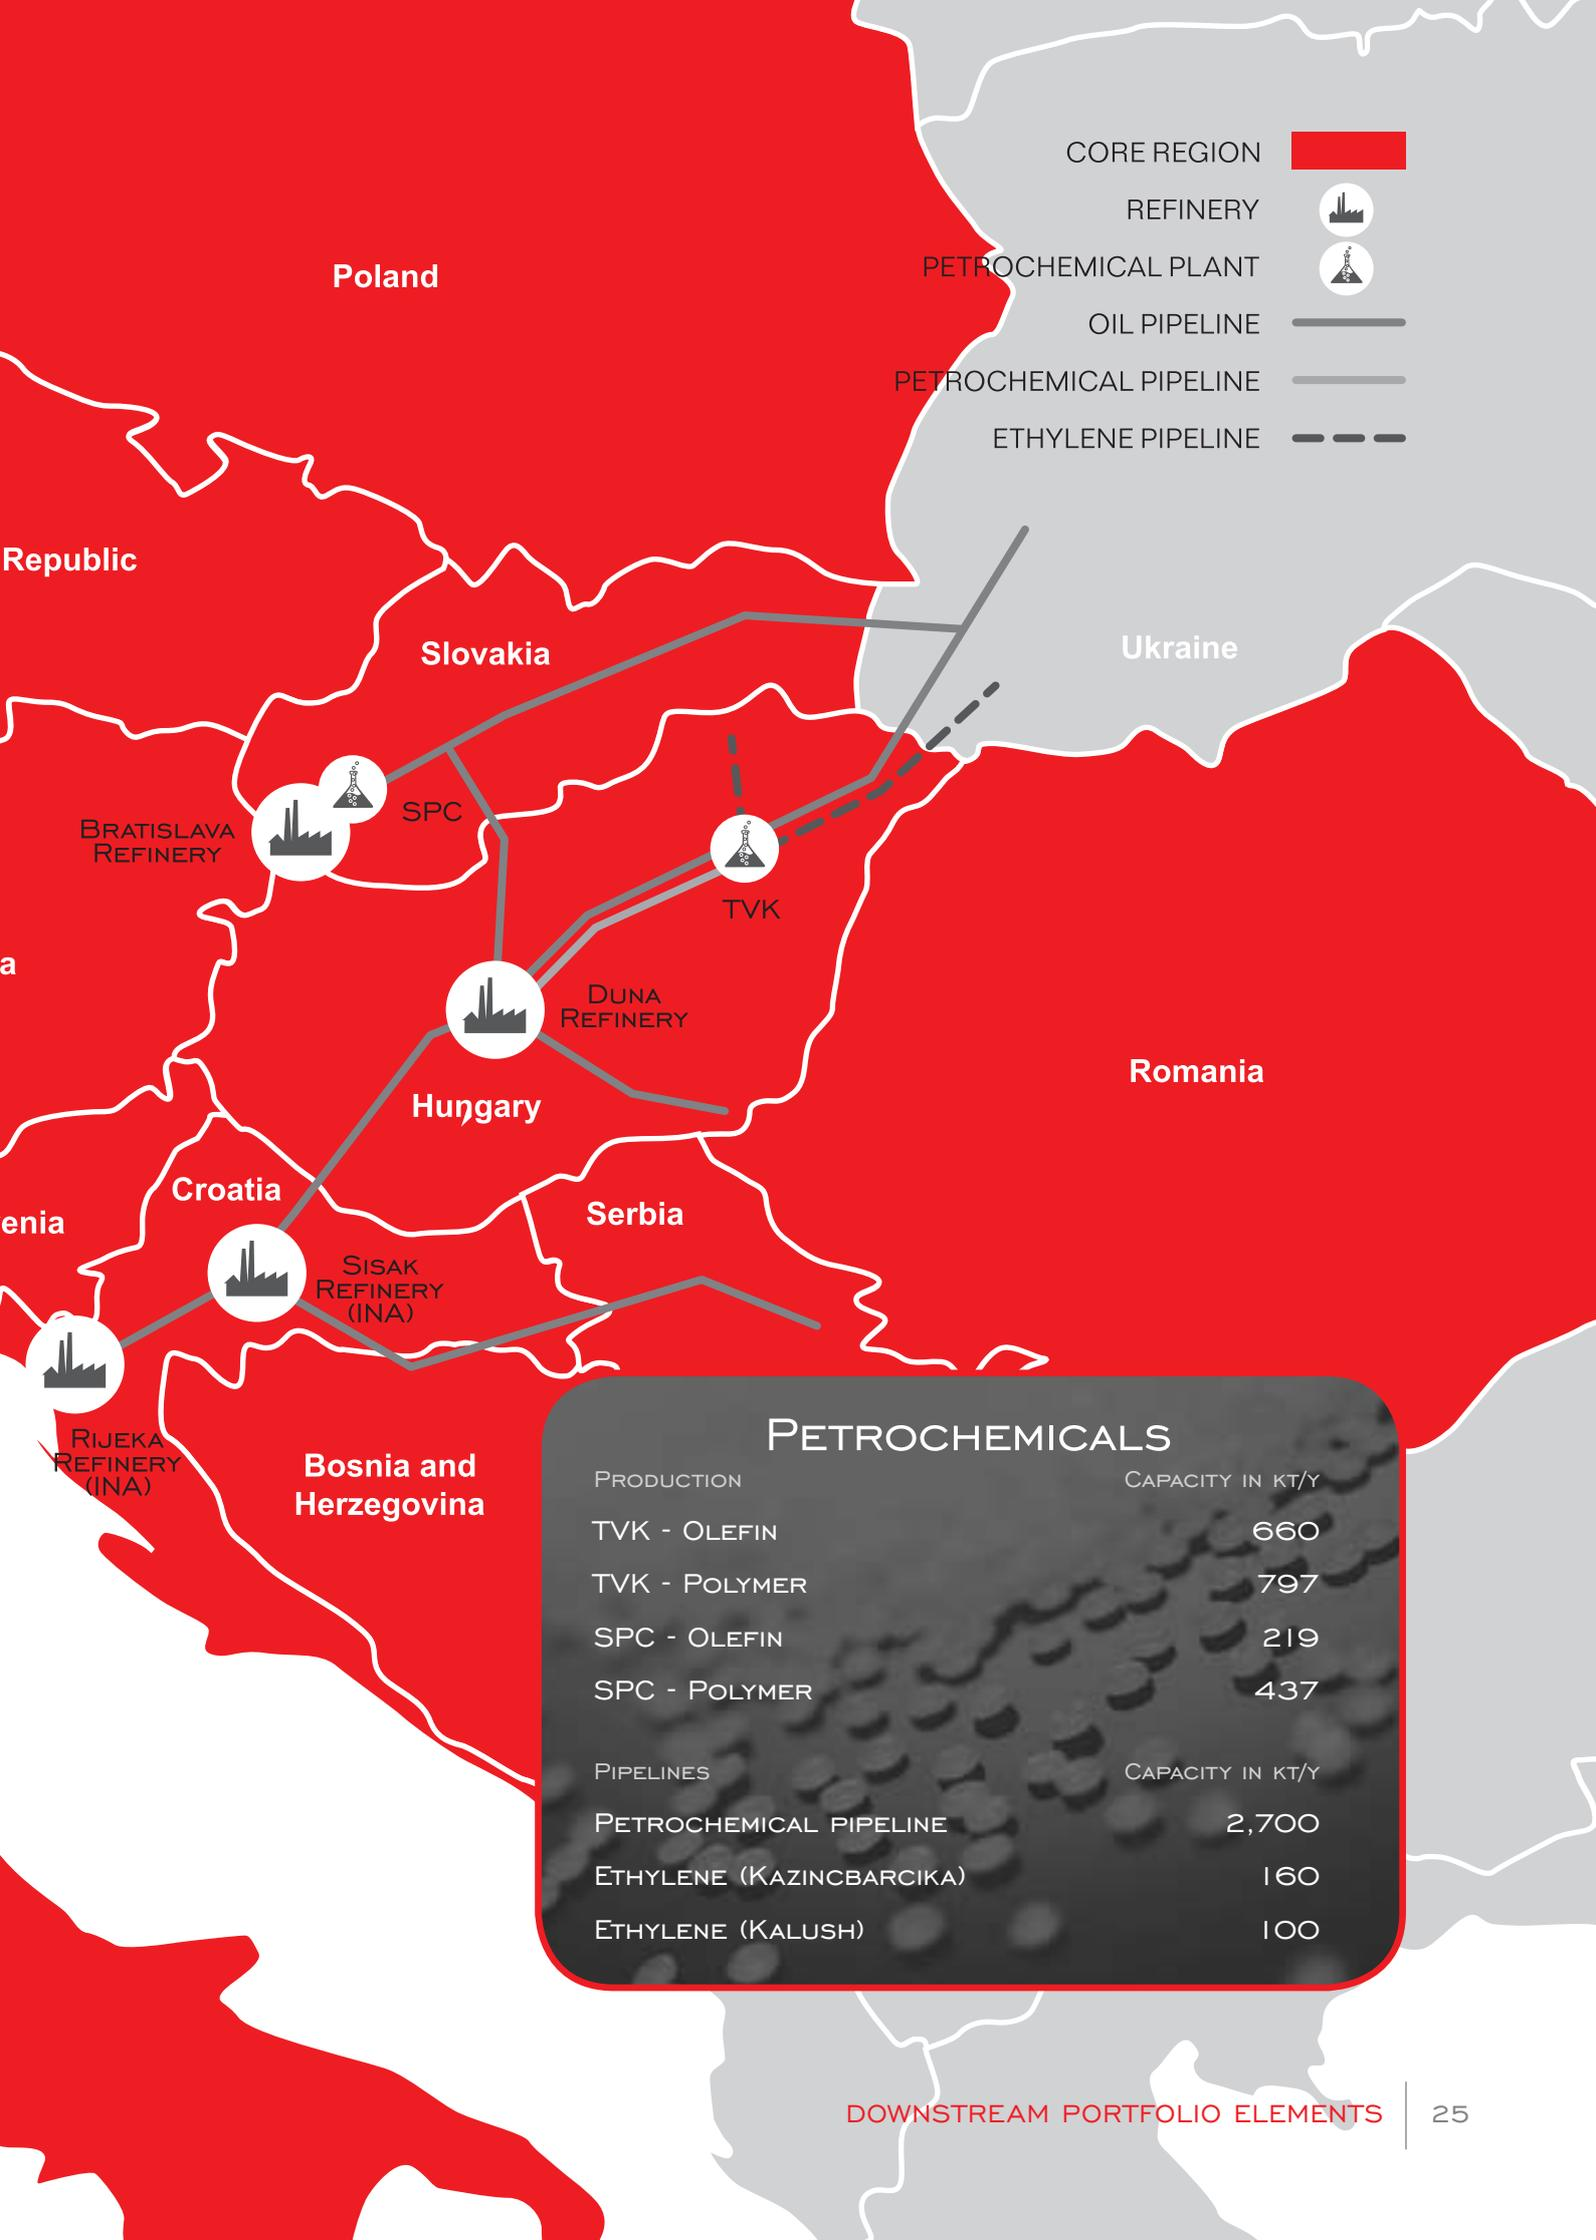 CORE REGION
REFINERY
PETROCHEMICAL PLANT
OIL PIPELINE
PETROCHEMICAL PIPELINE
ETHYLENE PIPELINE
Poland
Republic
Slovakia
Ukraine
SPC
BRATISLAVA
REFINERY
TVK
a
DUNA
REFINERY
Romania
Hungary
Croatia
Serbia
enia
SISAK
REFINERY
(INA)
RIJEKA
REFINERY
(INA)
Bosnia and
Herzegovina
PETROCHEMICALS
PRODUCTION CAPACITY IN KT/Y
TVK - OLEFIN 660
TVK - POLYMER 797
SPC - OLEFIN 219
SPC - POLYMER 437
PIPELINES CAPACITY IN KT/Y
PETROCHEMICAL PIPELINE 2,700
ETHYLENE (KAZINCBARCIKA) 160
ETHYLENE (KALUSH) 100
DOWNSTREAM PORTFOLIO ELEMENTS 25